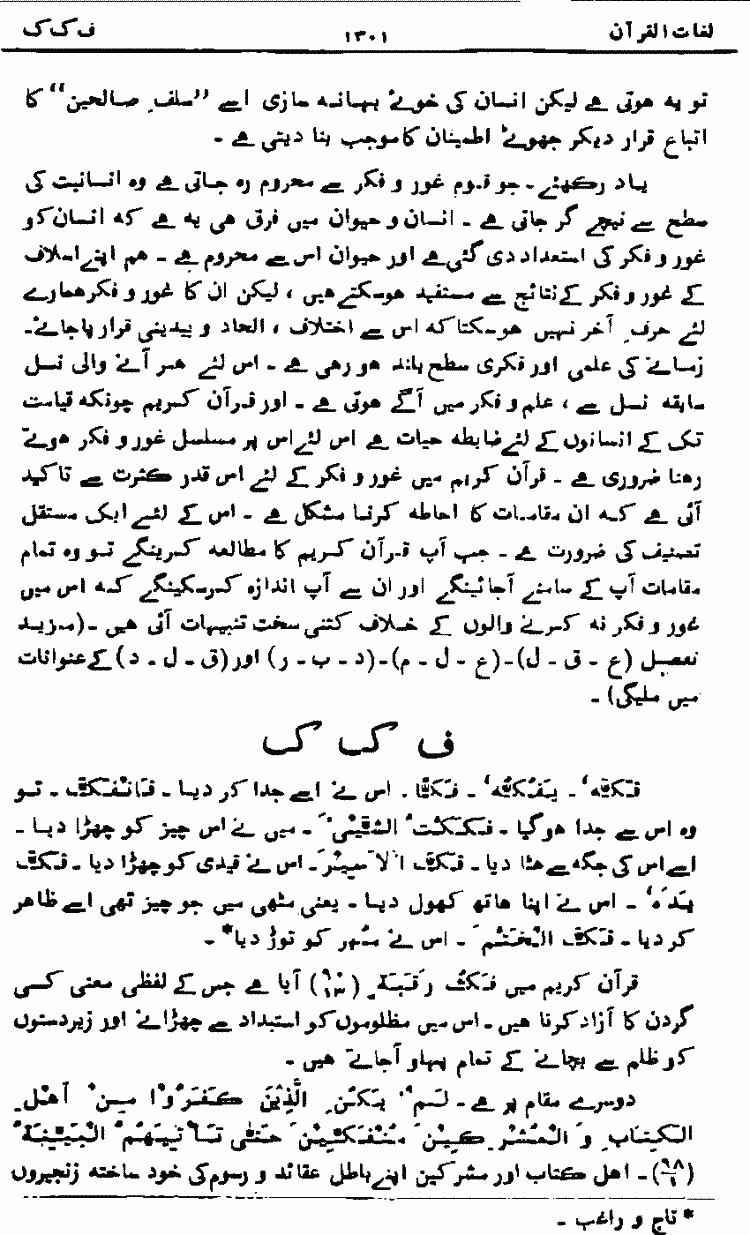 لغات القرآن ۱۳۰۱ ف ک ک
تو یہ ہوتی ہے لیکن انسان کی خوئے بہانہ سازی اسے ”سلف صالحین“ کا
اتباع قرار دیکر جھوٹے اطمینان کا موجب بنا دیتی ہے ۔
یاد رکھئے ۔ جو قوم غور و فکر سے محروم رہ جاتی ہے وہ انسانیت کی
سطح سے نیچے گر جاتی ہے ۔ انسان و حیوان میں فرق ہی یہ ہے کہ انسان کو
غور و فکر کی استعداد دی گئی ہے اور حیوان اس سے محروم ہے ۔ ہم اپنے اسلاف
کے غور و فکر کے نتائج سے مستفید ہو سکتے ہیں ، لیکن ان کا غور و فکر ہمارے
لئے حرفِ آخر نہیں ہو سکتا کہ اس سے اختلاف ، الحاد و بیدینی قرار پا جائے ۔
زمانے کی علمی اور فکری سطح بلند ہو رہی ہے ۔ اس لئے ہر آنے والی نسل
سابقہ نسل سے ، علم و فکر میں آگے ہوتی ہے ۔ اور قرآن کریم چونکہ قیامت
تک کے انسانوں کے لئے ضابطہ حیات ہے اس لئے اس پر مسلسل غور و فکر ہوتے
رہنا ضروری ہے ۔ قرآن کریم میں غور و فکر کے لئے اس قدر کثرت سے تاکید
آئی ہے کہ ان مقامات کا احاطہ کرنا مشکل ہے ۔ اس کے لئے ایک مستقل
تصنیف کی ضرورت ہے ۔ جب آپ قرآن کریم کا مطالعہ کرینگے تو وہ تمام
مقامات آپ کے سامنے آجائینگے اور ان سے آپ اندازہ کرسکینگے کہ اس میں
غور و فکر نہ کرنے والوں کے خلاف کتنی سخت تنبیہات آئی ہیں ۔ (مزید
تفصیل (ع ۔ ق ۔ ل)۔(ع ۔ ل ۔ م)۔(د ۔ ب ۔ ر) اور (ق ۔ ل ۔ د) کے عنوانات
میں ملیگی) ۔
ف ک ک
فَکَّہٗ ۔ یَفُکُّہٗ ۔ فَکًّا ۔ اس نے اسے جدا کر دیا ۔ فَانْفَکَّ ۔ تو
وہ اس سے جدا ہوگیا ۔ فَکَکْتُ الشَّیْئَ ۔ میں نے اس چیز کو چھڑا دیا ۔
اسے اس کی جگہ سے ہٹا دیا ۔ فَکَّ الْاَسِیْرَ ۔ اس نے قیدی کو چھڑا دیا ۔ فَکَّ
یَدَہٗ ۔ اس نے اپنا ہاتھ کھول دیا ۔ یعنی مٹھی میں جو چیز تھی اسے ظاہر
کر دیا ۔ فَکَّ الْخَتْمَ ۔ اس نے مُہر کو توڑ دیا* ۔
قرآن کریم میں فَکُّ رَقَبَۃٍ (۹۰/۱۳) آیا ہے جس کے لفظی معنی کسی
گردن کا آزاد کرنا ہیں ۔ اس میں مظلوموں کو استبداد سے چھڑانے اور زیردستوں
کو ظلم سے بچانے کے تمام پہلو آجاتے ہیں ۔
دوسرے مقام پر ہے ۔ لَمْ یَکُنِ الَّذِیْنَ کَفَرُوْا مِنْ اَھْلِ
الْکِتَابِ وَ الْمُشْرِکِیْنَ مُنْفَکِّیْنَ حَتّٰی تَاْتِیَھُمُ الْبَیِّنَۃُ
(۹۸/۱) ۔ اہل کتاب اور مشرکین اپنے باطل عقائد و رسوم کی خود ساختہ زنجیروں
* تاج و راغب ۔